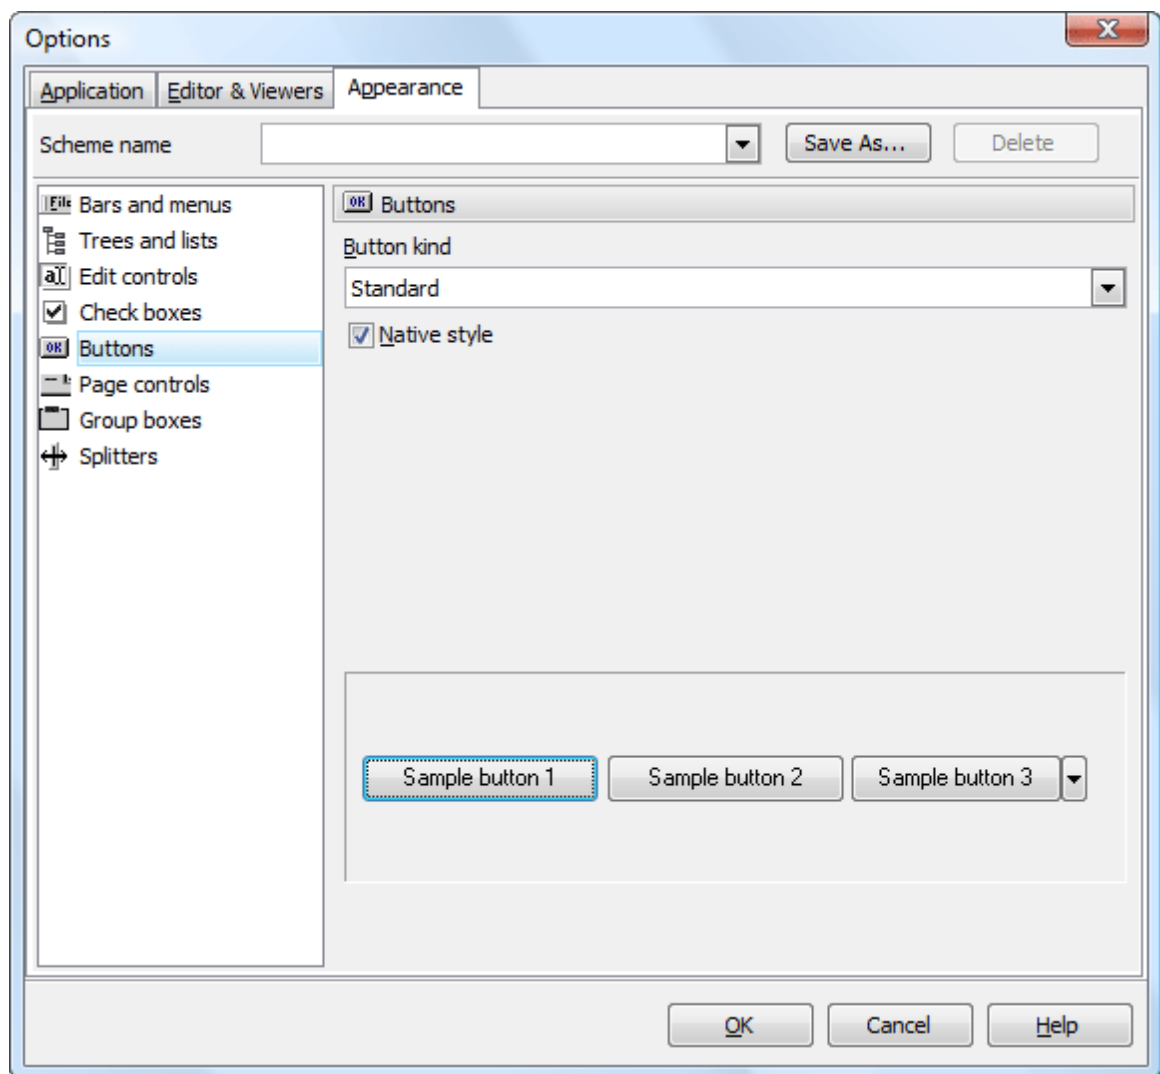 Options
Application Editor & Viewers Appearance
Scheme name Save As... Delete
Bars and menus
Trees and lists
Edit controls
Check boxes
Buttons
Page controls
Group boxes
Splitters
Buttons
Button kind
Standard
Native style
Sample button 1 Sample button 2 Sample button 3
OK Cancel Help